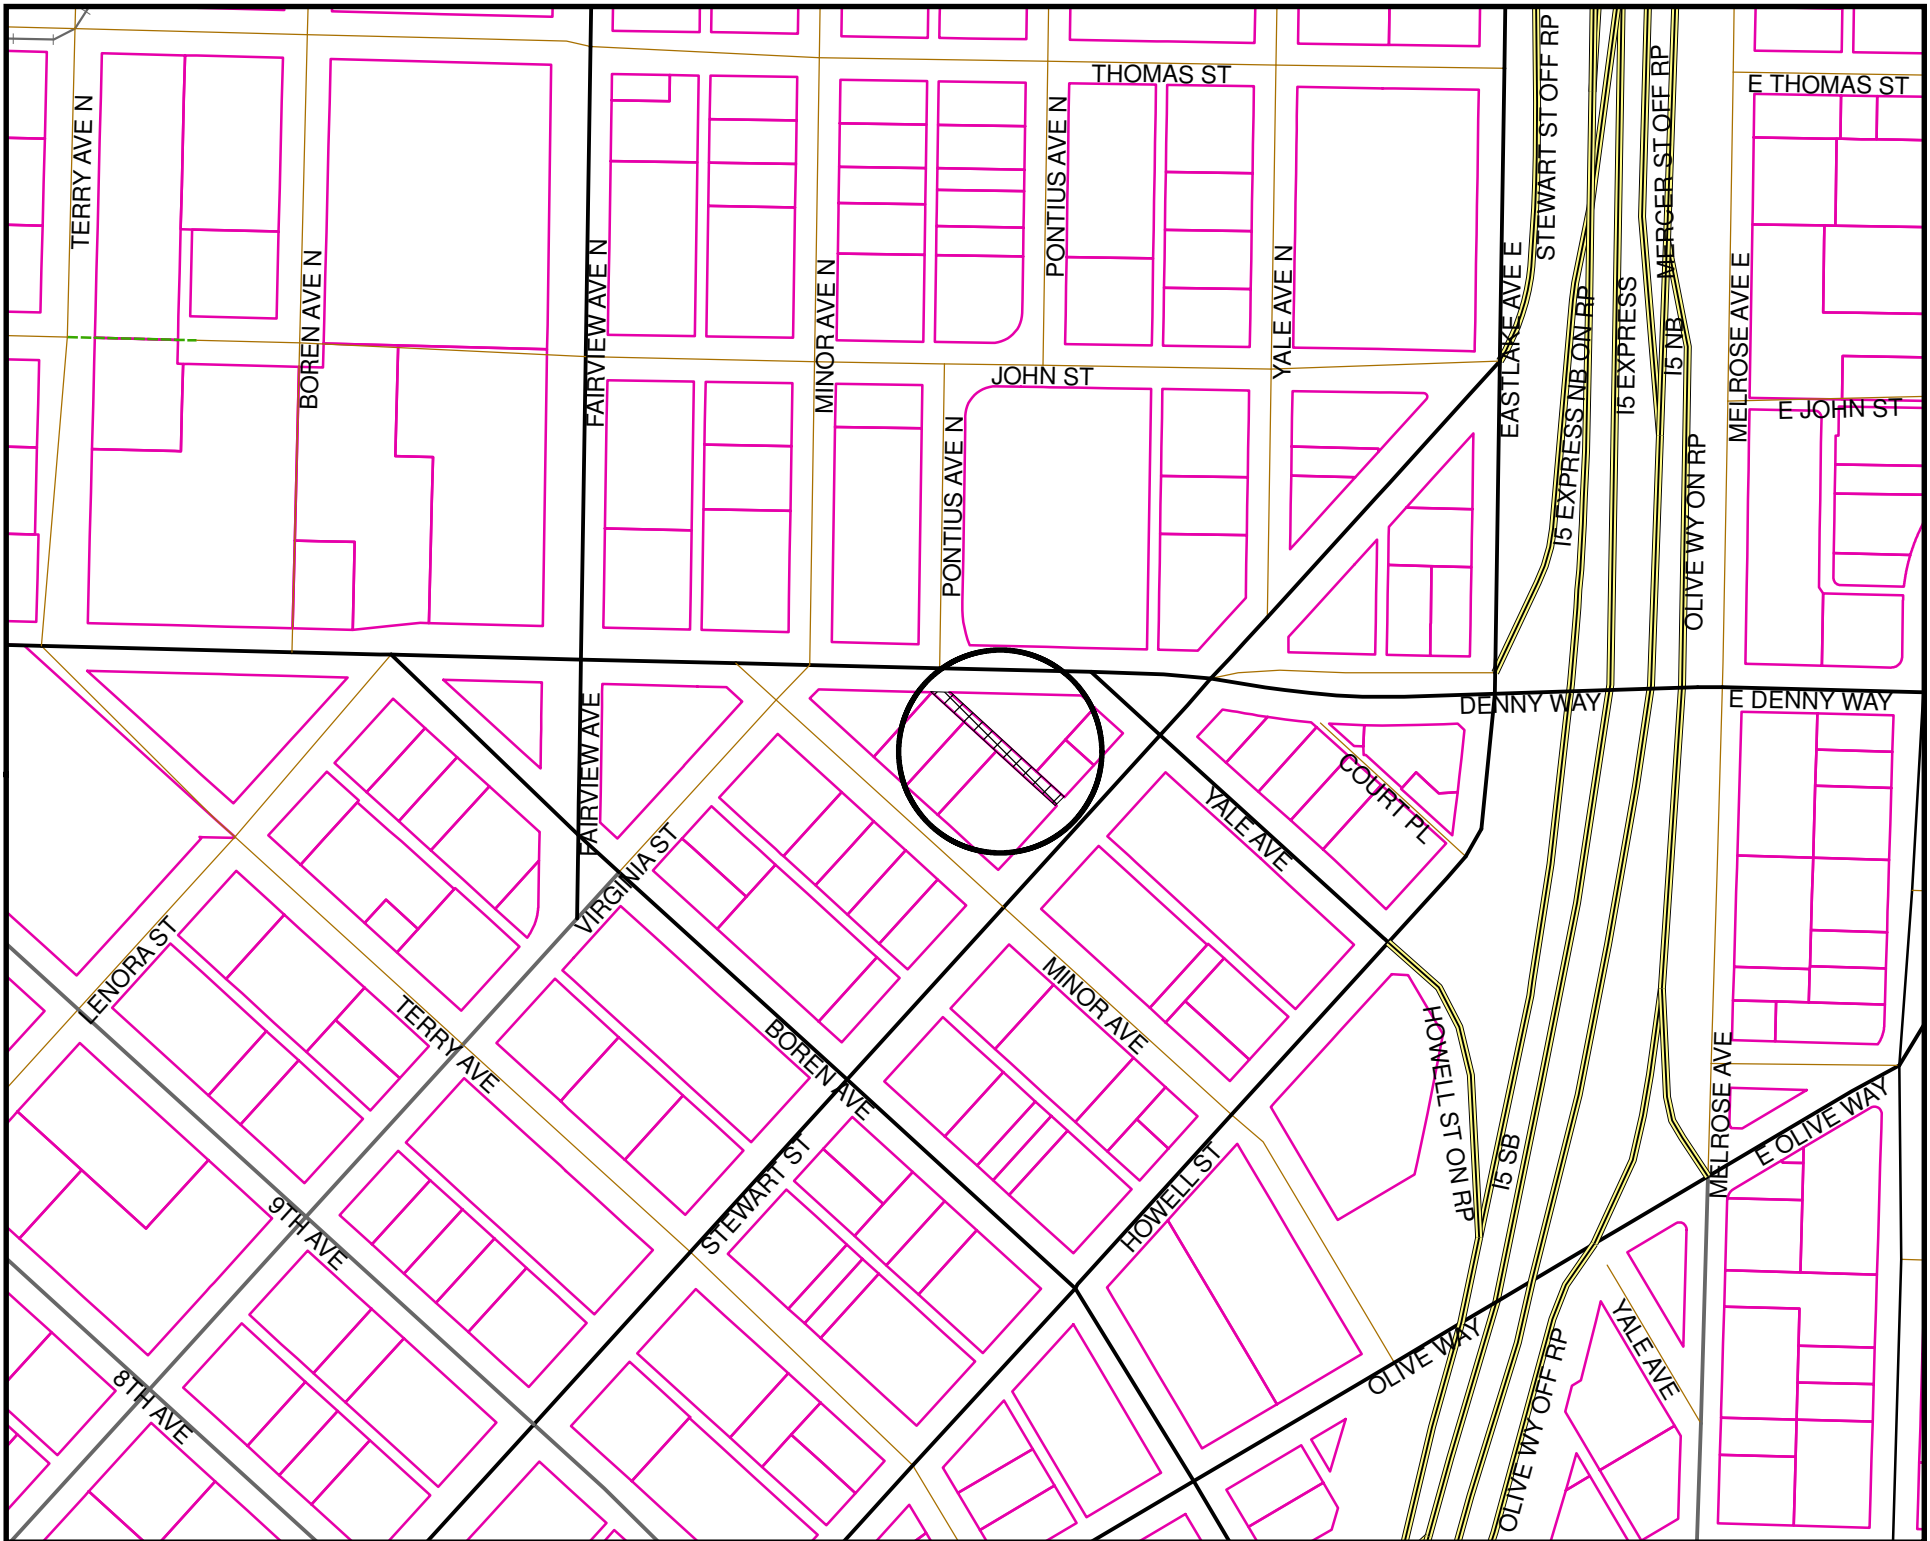 THOMAS ST
E THOMAS ST
STEWART ST OFF RP
MERCER ST OFF RP
TERRY AVE N
PONTIUS AVE N
BOREN AVE N
FAIRVIEW AVE N
MINOR AVE N
YALE AVE N
EASTLAKE AVE E
I5 EXPRESS NB ON RP
I5 EXPRESS
I5 NB
MELROSE AVE E
JOHN ST
E JOHN ST
PONTIUS AVE N
OLIVE WY ON RP
DENNY WAY
E DENNY WAY
FAIRVIEW AVE
COURT PL
YALE AVE
VIRGINIA ST
LENORA ST
TERRY AVE
MINOR AVE
BOREN AVE
HOWELL ST ON RP
MELROSE AVE
E OLIVE WAY
STEWART ST
HOWELL ST
I5 SB
9TH AVE
OLIVE WAY
YALE AVE
8TH AVE
OLIVE WY OFF RP